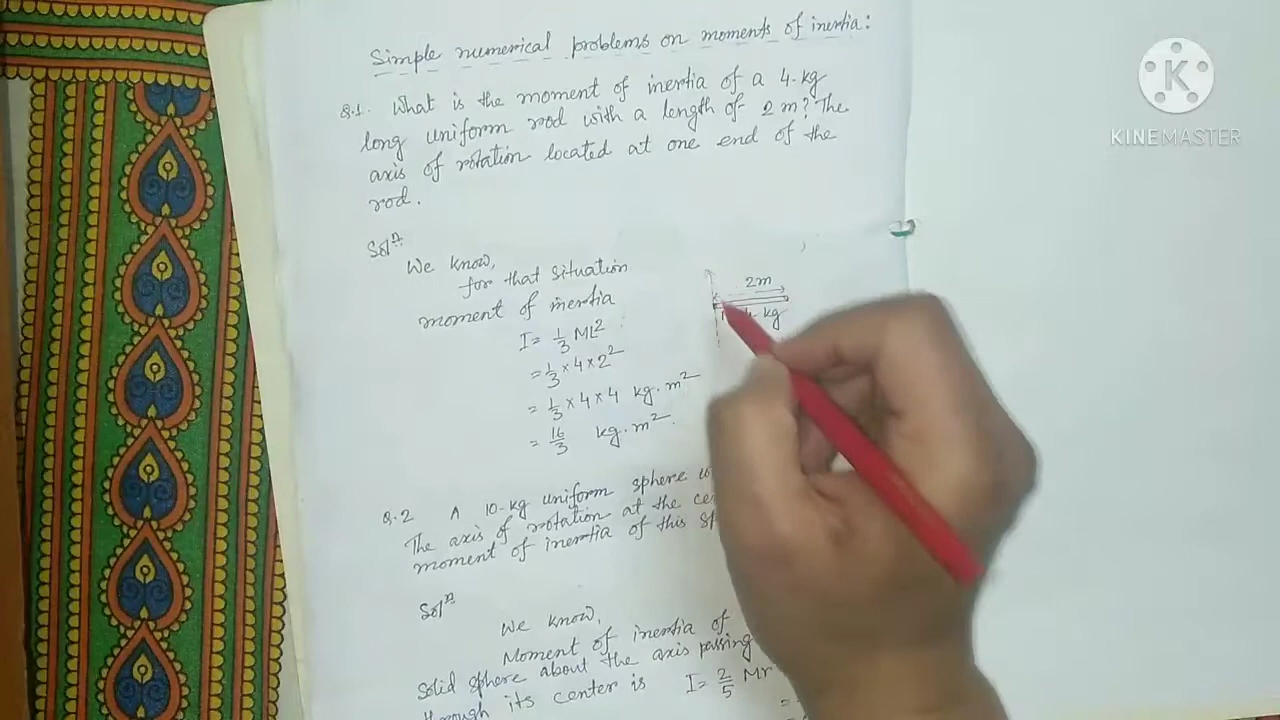 Simple numerical problems on moments of inertia:
Q.1. What is the moment of inertia of a 4-kg
long uniform rod with a length of 2 m? The
axis of rotation located at one end of the
rod.
Solⁿ
We know,
for that situation
moment of inertia
I = 1/3 ML²
= 1/3 × 4 × 2²
= 1/3 × 4 × 4 kg.m²
= 16/3 kg.m².
2m
kg
Q.2 A 10-kg uniform sphere
The axis of rotation at the
moment of inertia of this
Solⁿ
We know,
Moment of inertia of
solid sphere about the axis passing
through its center is I = 2/5 Mr
K
KINEMASTER